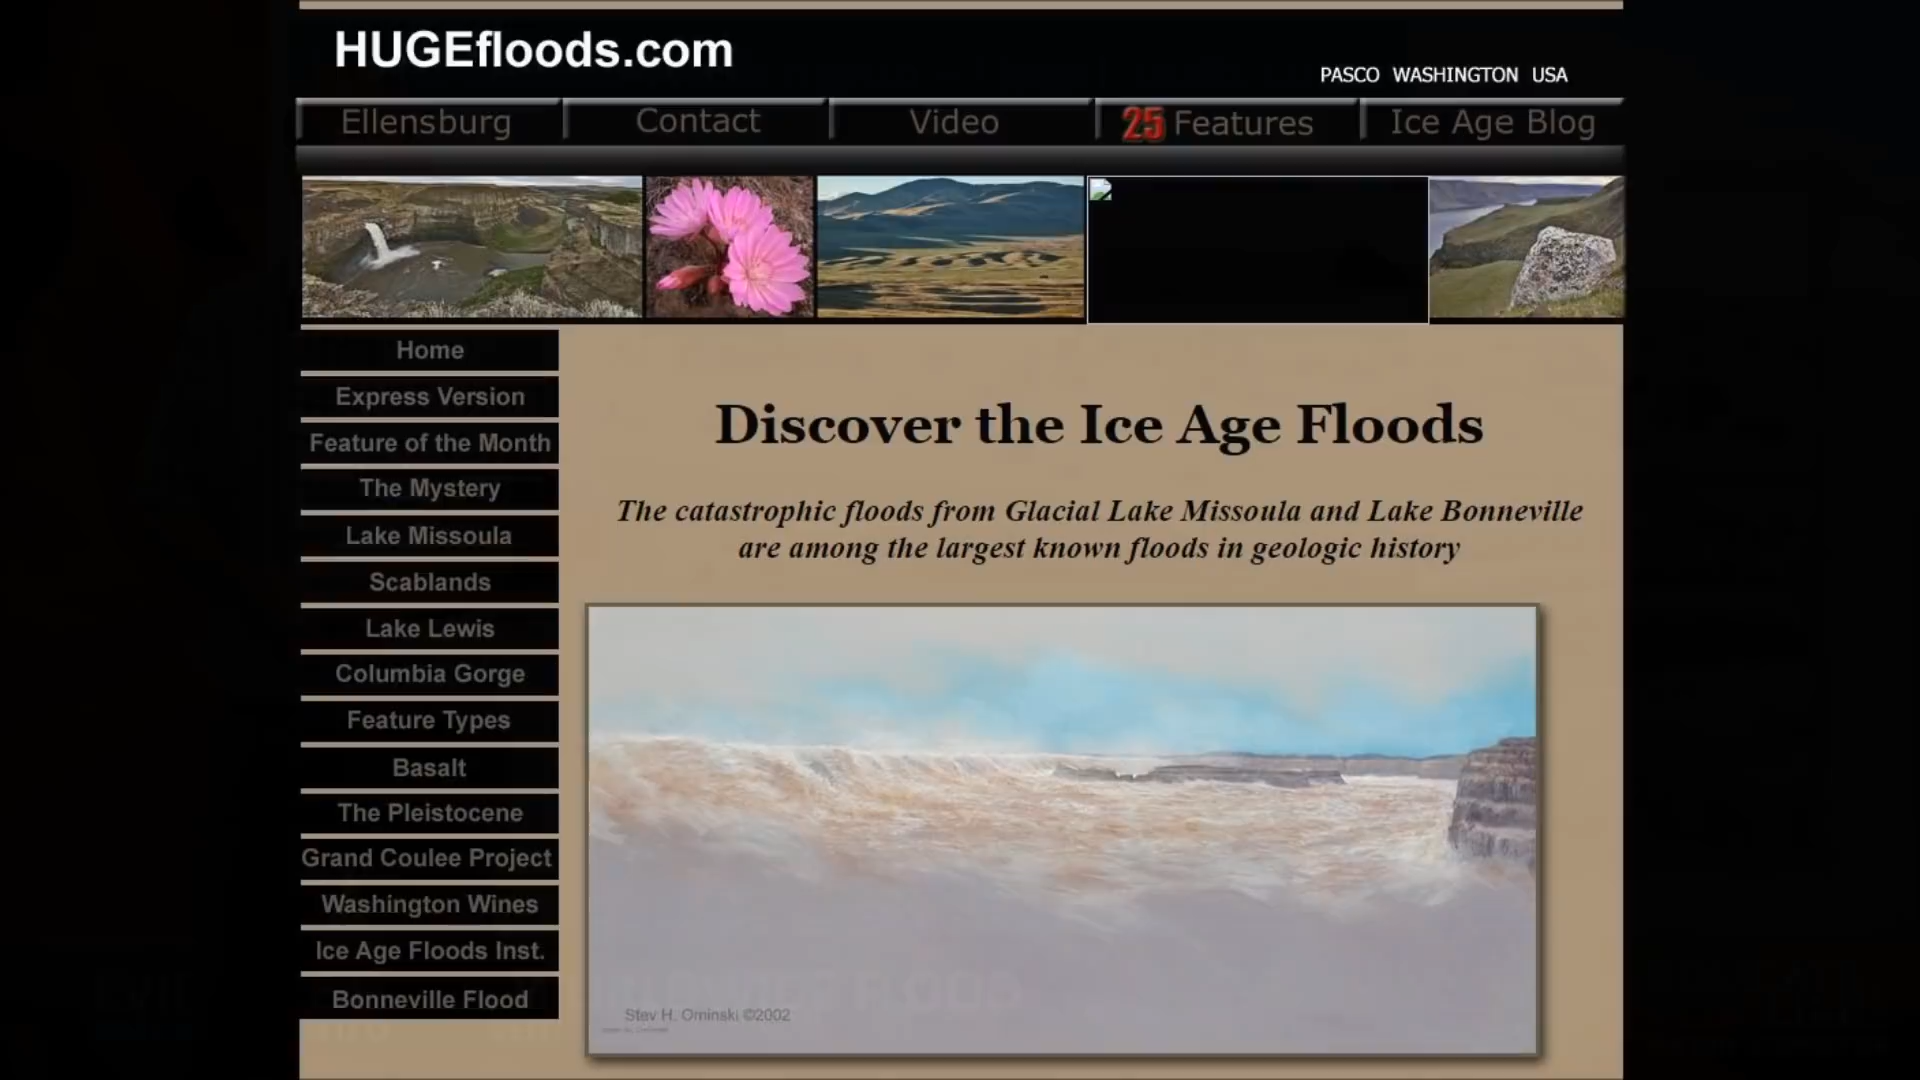 HUGEfloods.com
PASCO WASHINGTON USA
Ellensburg
Contact
Video
25 Features
Ice Age Blog
Home
Express Version
Feature of the Month
The Mystery
Lake Missoula
Scablands
Lake Lewis
Columbia Gorge
Feature Types
Basalt
The Pleistocene
Grand Coulee Project
Washington Wines
Ice Age Floods Inst.
Bonneville Flood
Discover the Ice Age Floods
The catastrophic floods from Glacial Lake Missoula and Lake Bonneville
are among the largest known floods in geologic history
Stev H. Ominski ©2002